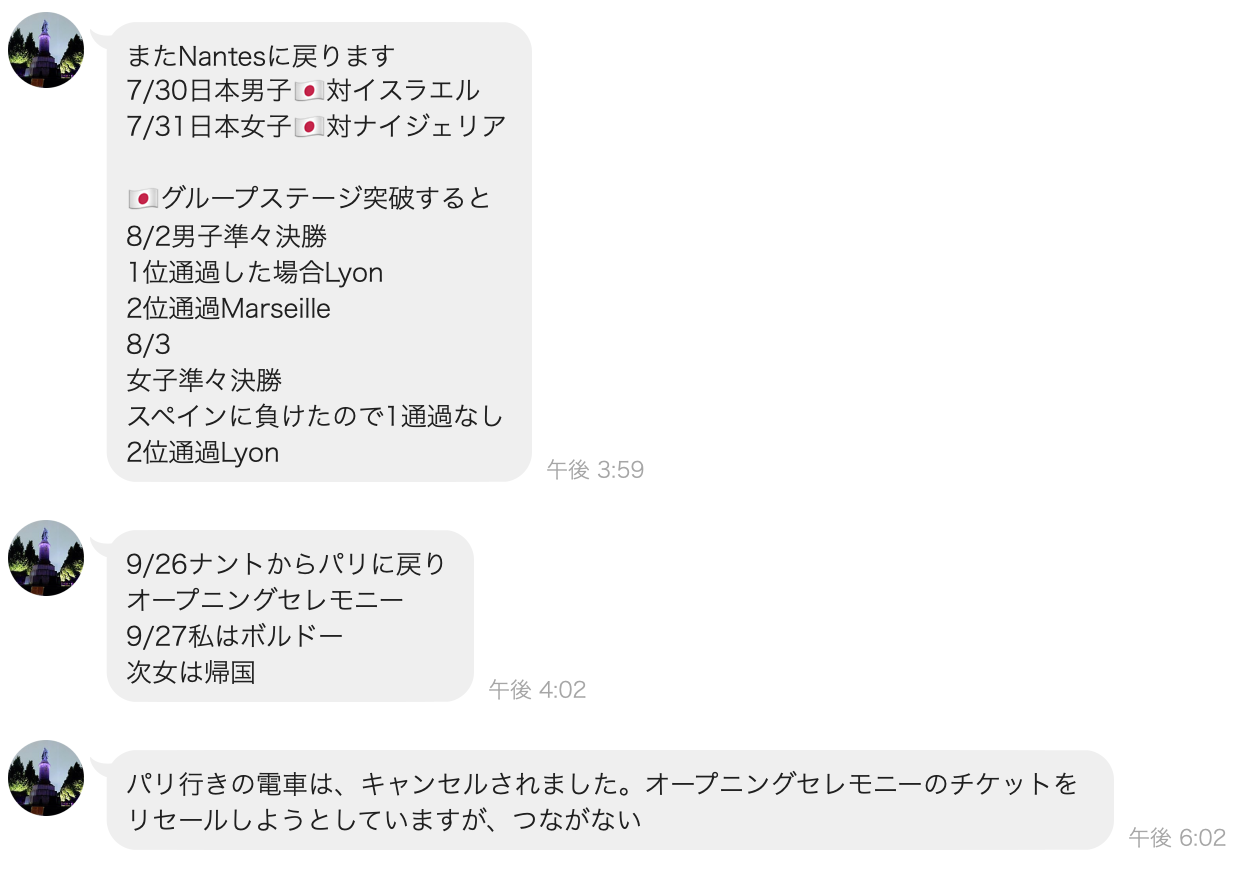 またNantesに戻ります
7/30日本男子🇯🇵対イスラエル
7/31日本女子🇯🇵対ナイジェリア
🇯🇵グループステージ突破すると
8/2男子準々決勝
1位通過した場合Lyon
2位通過Marseille
8/3
女子準々決勝
スペインに負けたので1通過なし
2位通過Lyon
午後 3:59
9/26ナントからパリに戻り
オープニングセレモニー
9/27私はボルドー
次女は帰国
午後 4:02
パリ行きの電車は、キャンセルされました。オープニングセレモニーのチケットを
リセールしようとしていますが、つながない
午後 6:02